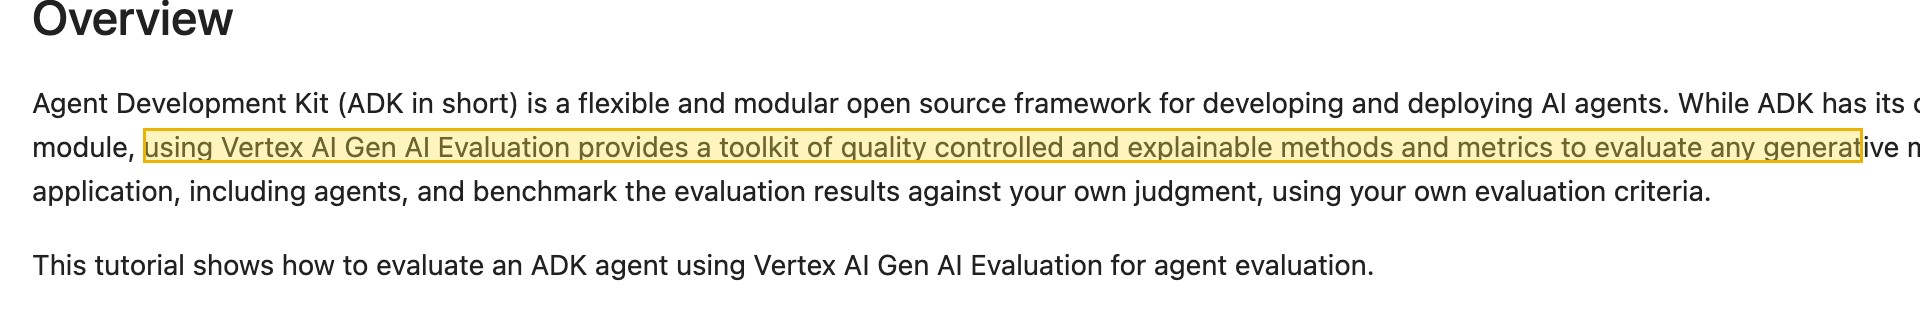 Overview
Agent Development Kit (ADK in short) is a flexible and modular open source framework for developing and deploying AI agents. While ADK has its
module, using Vertex AI Gen AI Evaluation provides a toolkit of quality controlled and explainable methods and metrics to evaluate any generative
application, including agents, and benchmark the evaluation results against your own judgment, using your own evaluation criteria.
This tutorial shows how to evaluate an ADK agent using Vertex AI Gen AI Evaluation for agent evaluation.